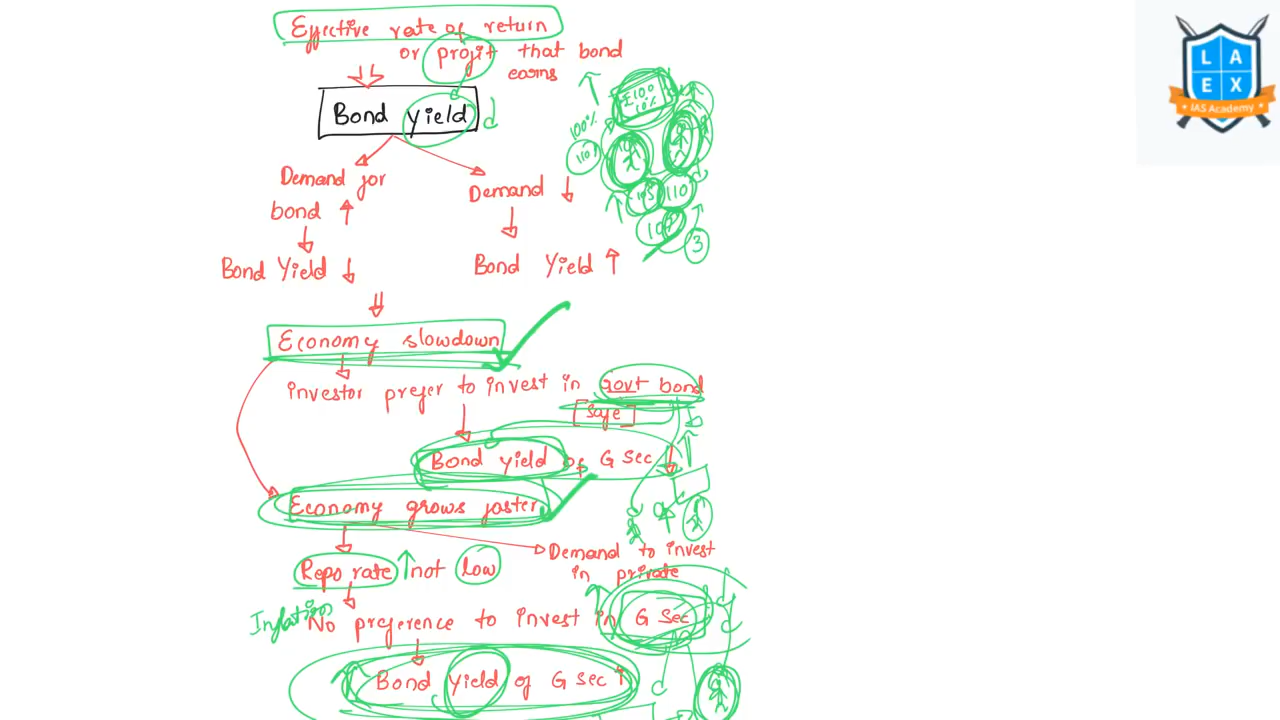 Effective rate of return
or profit that bond
earns
Bond yield
₹100
10%
100%
110
105
110
3
Demand for
bond ↑
Demand ↓
Bond Yield ↓
Bond Yield ↑
Economy slowdown
investor prefer to invest in Govt bond
[Safe]
Bond yield of G Sec ↓
Economy grows faster
Repo rate ↑ not low
Demand to invest
in private
Inflation
No preference to invest in G Sec
Bond yield of G Sec ↑
L A
E X
IAS Academy